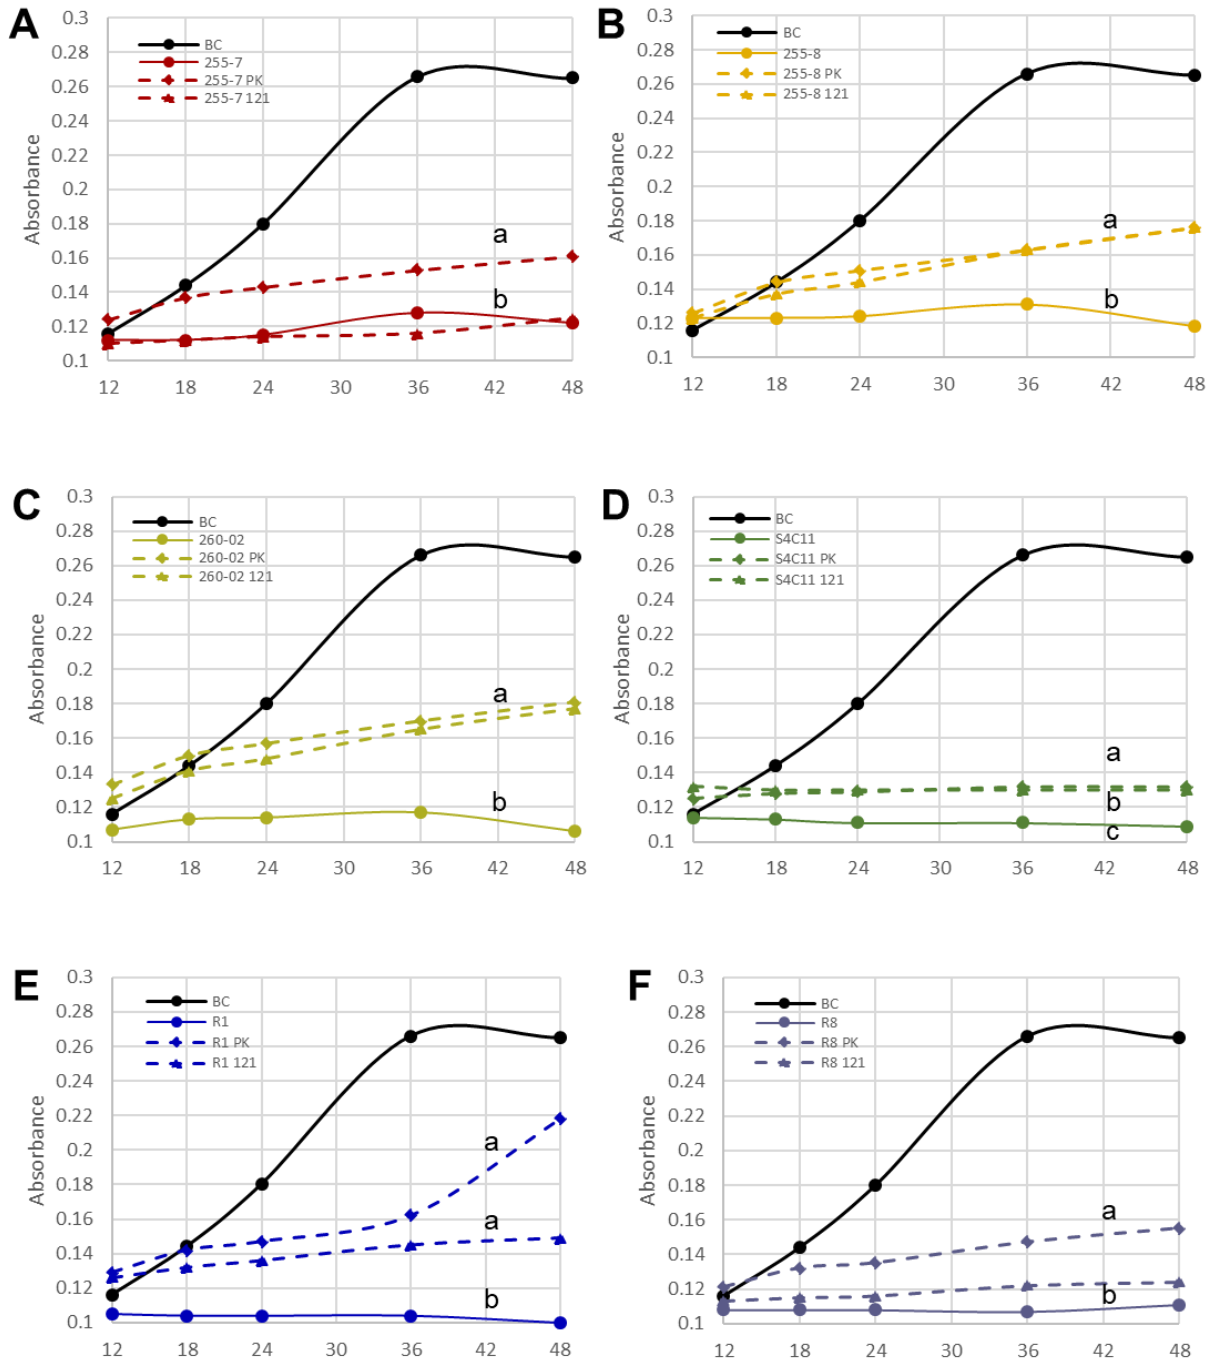 A
B
0.3
0.28
0.26
0.24
0.22
0.2
0.18
0.16
0.14
0.12
0.1
Absorbance
BC
255-7
255-7 PK
255-7 121
a
b
12 18 24 30 36 42 48
0.3
0.28
0.26
0.24
0.22
0.2
0.18
0.16
0.14
0.12
0.1
Absorbance
BC
255-8
255-8 PK
255-8 121
a
b
12 18 24 30 36 42 48
C
D
0.3
0.28
0.26
0.24
0.22
0.2
0.18
0.16
0.14
0.12
0.1
Absorbance
BC
260-02
260-02 PK
260-02 121
a
b
12 18 24 30 36 42 48
0.3
0.28
0.26
0.24
0.22
0.2
0.18
0.16
0.14
0.12
0.1
Absorbance
BC
S4C11
S4C11 PK
S4C11 121
a
b
c
12 18 24 30 36 42 48
E
F
0.3
0.28
0.26
0.24
0.22
0.2
0.18
0.16
0.14
0.12
0.1
Absorbance
BC
R1
R1 PK
R1 121
a
a
b
12 18 24 30 36 42 48
0.3
0.28
0.26
0.24
0.22
0.2
0.18
0.16
0.14
0.12
0.1
Absorbance
BC
R8
R8 PK
R8 121
a
b
12 18 24 30 36 42 48